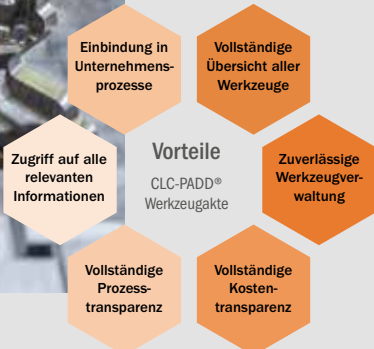 Einbindung in
Unternehmens-
prozesse
Vollständige
Übersicht aller
Werkzeuge
Zugriff auf alle
relevanten
Informationen
Vorteile
CLC-PADD®
Werkzeugakte
Zuverlässige
Werkzeugver-
waltung
Vollständige
Prozess-
transparenz
Vollständige
Kosten-
transparenz